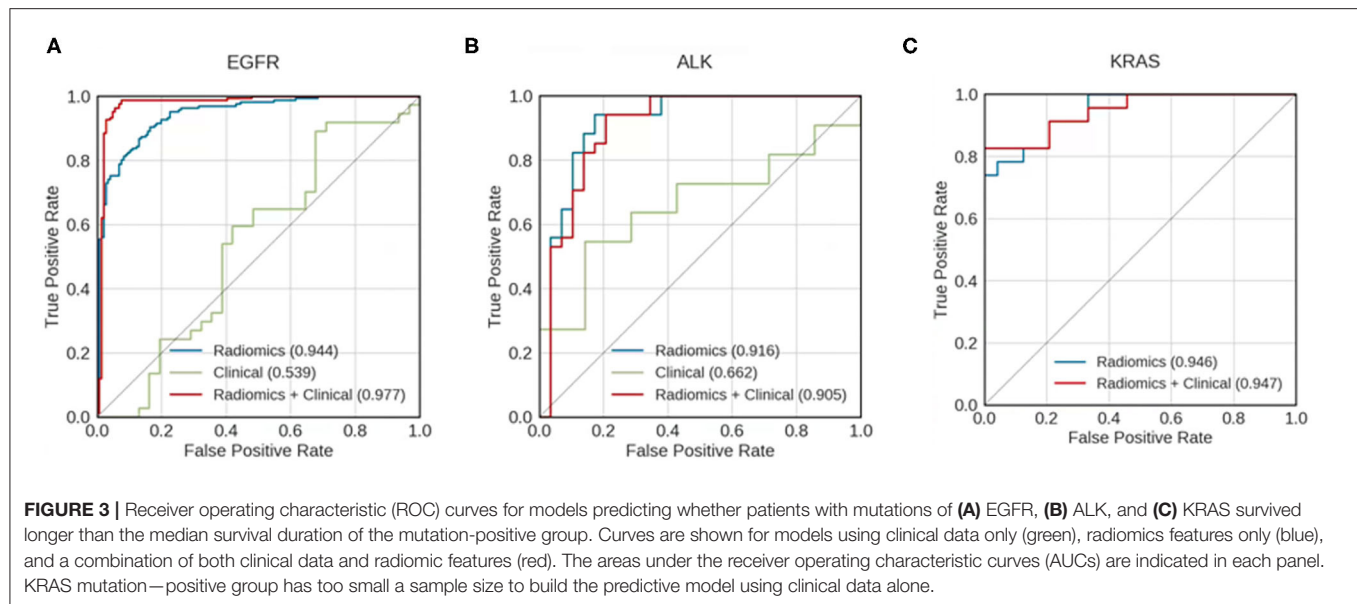 A
EGFR
1.0
0.8
0.6
0.4
0.2
0.0
True Positive Rate
Radiomics (0.944)
Clinical (0.539)
Radiomics + Clinical (0.977)
0.0 0.2 0.4 0.6 0.8 1.0
False Positive Rate
B
ALK
1.0
0.8
0.6
0.4
0.2
0.0
True Positive Rate
Radiomics (0.916)
Clinical (0.662)
Radiomics + Clinical (0.905)
0.0 0.2 0.4 0.6 0.8 1.0
False Positive Rate
C
KRAS
1.0
0.8
0.6
0.4
0.2
0.0
True Positive Rate
Radiomics (0.946)
Radiomics + Clinical (0.947)
0.0 0.2 0.4 0.6 0.8 1.0
False Positive Rate
FIGURE 3 | Receiver operating characteristic (ROC) curves for models predicting whether patients with mutations of (A) EGFR, (B) ALK, and (C) KRAS survived
longer than the median survival duration of the mutation-positive group. Curves are shown for models using clinical data only (green), radiomics features only (blue),
and a combination of both clinical data and radiomic features (red). The areas under the receiver operating characteristic curves (AUCs) are indicated in each panel.
KRAS mutation—positive group has too small a sample size to build the predictive model using clinical data alone.